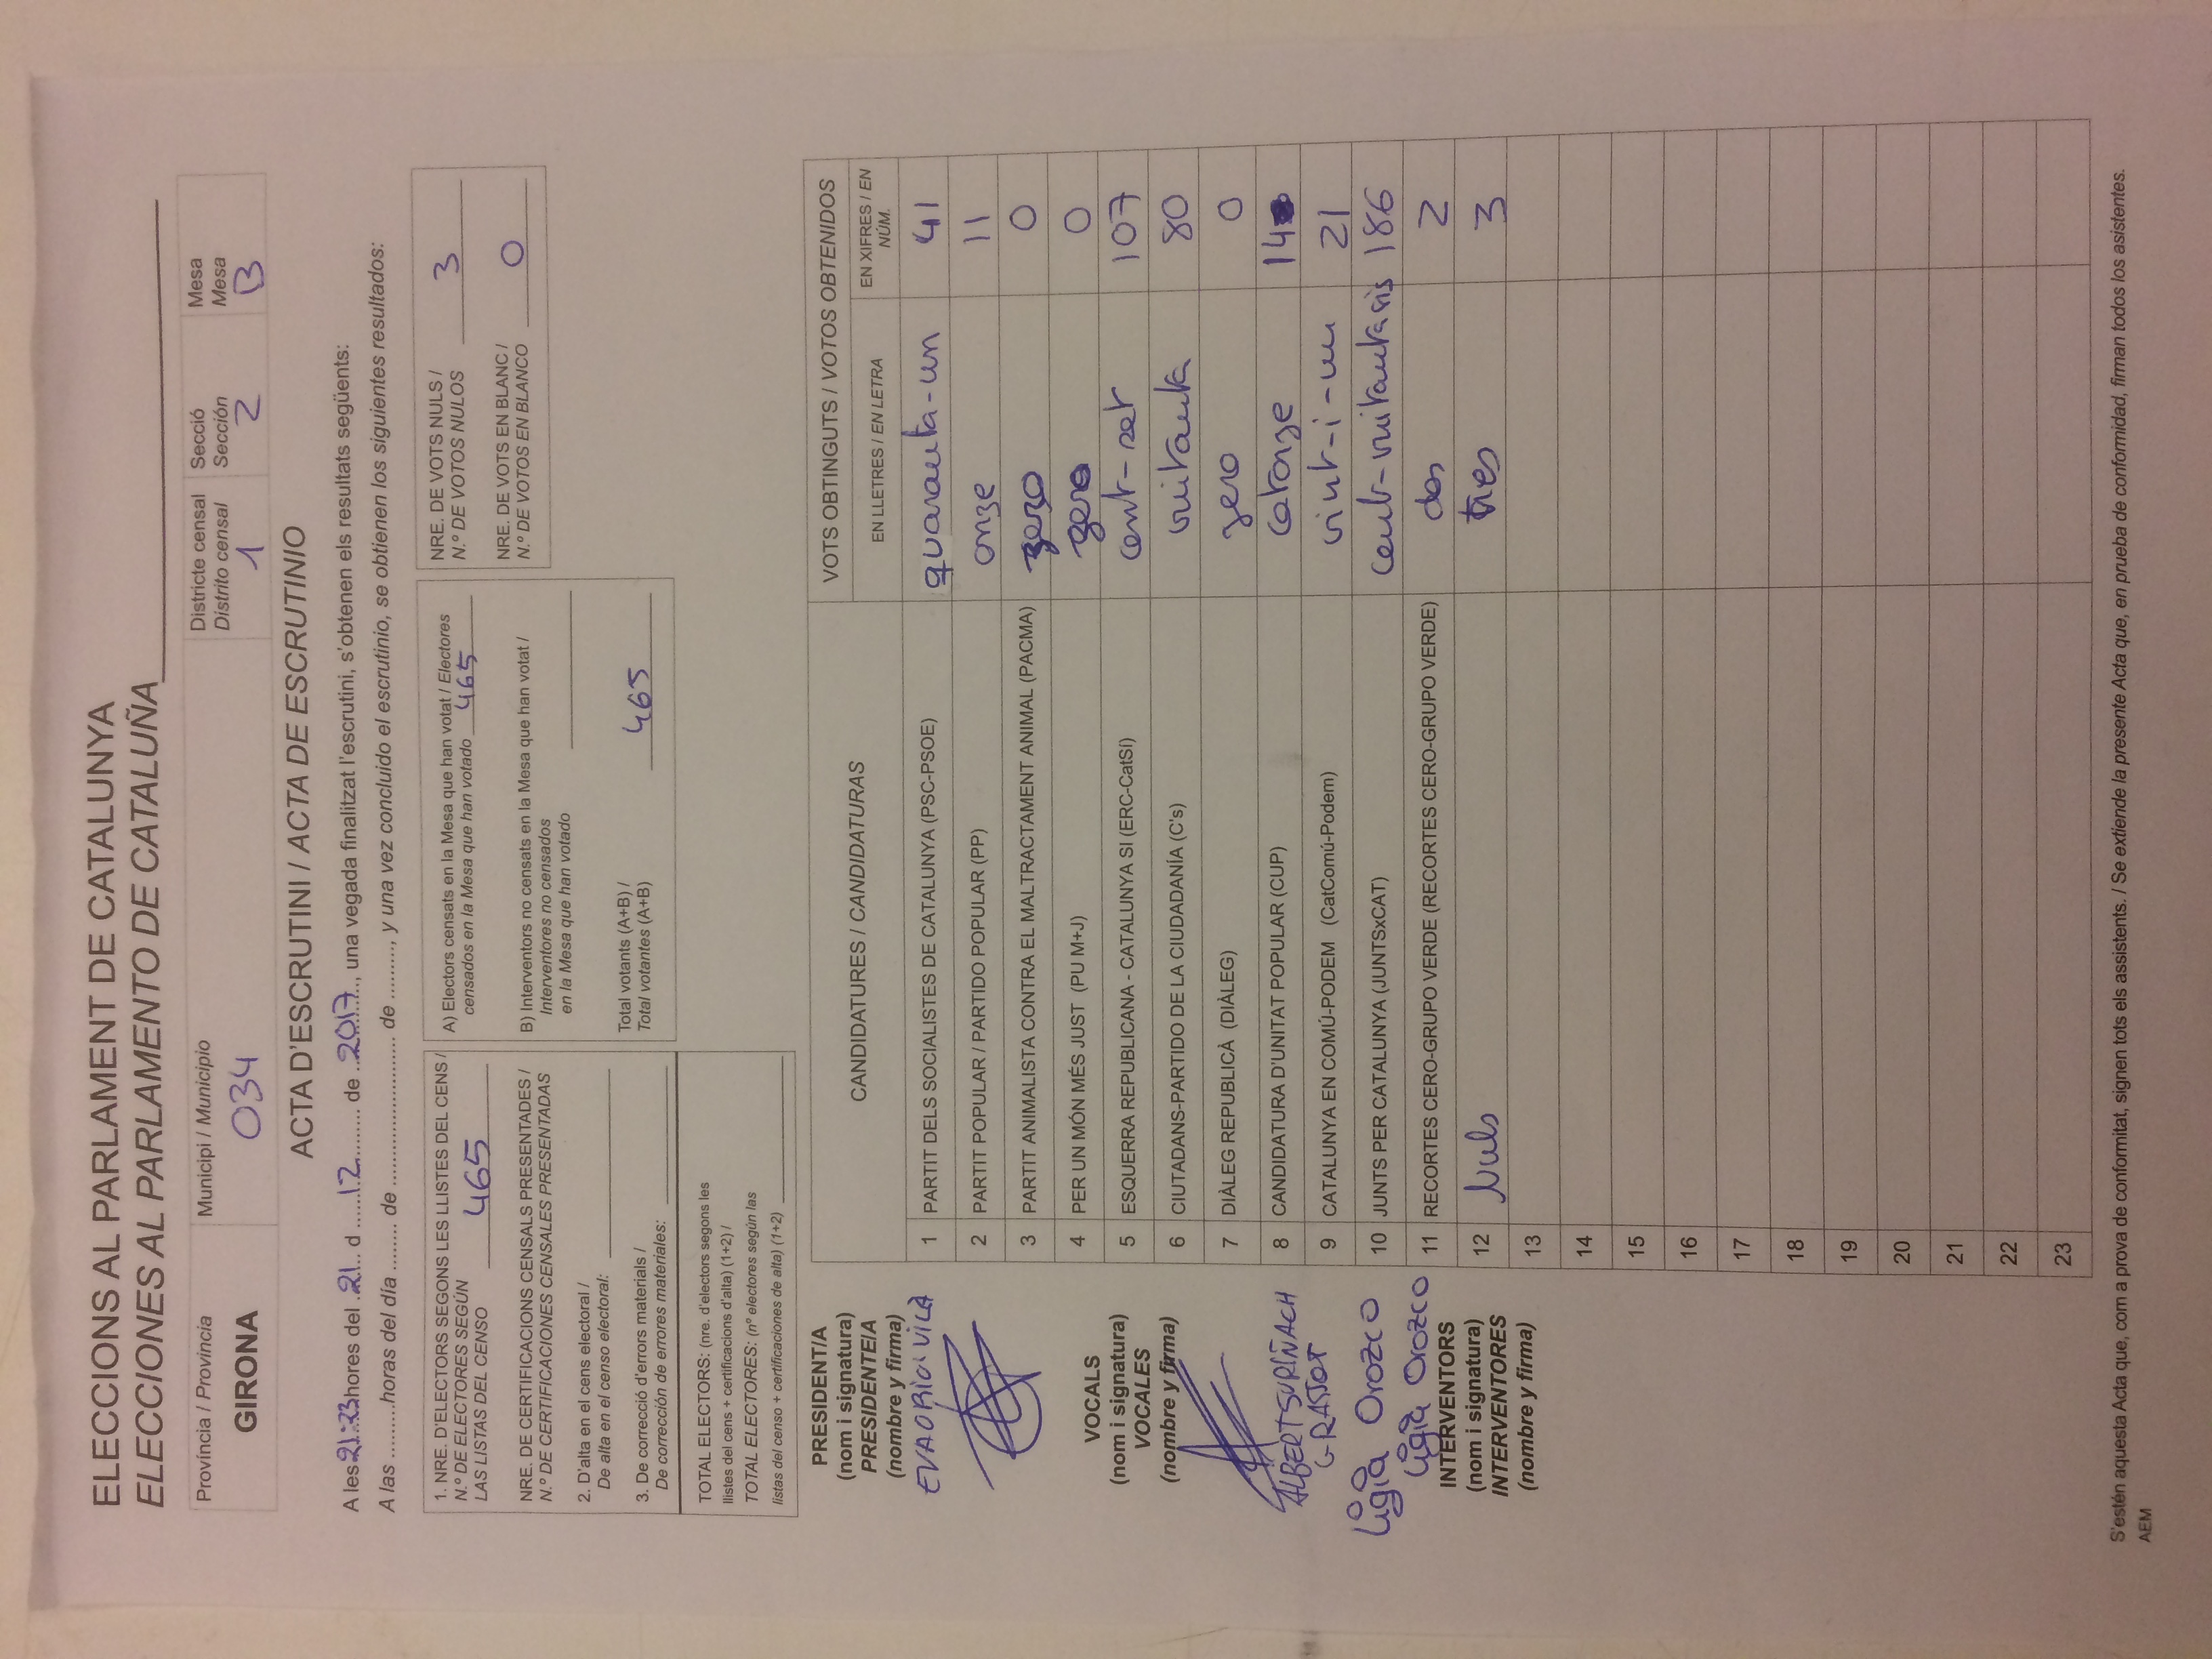 ELECCIONS AL PARLAMENT DE CATALUNYA
ELECCIONES AL PARLAMENTO DE CATALUÑA
Província / Provincia
GIRONA
Municipi / Municipio
034
Districte censal
Distrito censal
1
Secció
Sección
2
Mesa
Mesa
B
ACTA D'ESCRUTINI / ACTA DE ESCRUTINIO
A les 21:23 hores del 21 d 12 de 2017, una vegada finalitzat l'escrutini, s'obtenen els resultats següents:
A las .........horas del día ........ de ......................... de ........., y una vez concluido el escrutinio, se obtienen los siguientes resultados:
1. NRE. D'ELECTORS SEGONS LES LLISTES DEL CENS /
N.º DE ELECTORES SEGÚN
LAS LISTAS DEL CENSO 465
NRE. DE CERTIFICACIONS CENSALS PRESENTADES /
N.º DE CERTIFICACIONES CENSALES PRESENTADAS
2. D'alta en el cens electoral /
De alta en el censo electoral:
3. De correcció d'errors materials /
De corrección de errores materiales:
TOTAL ELECTORS: (nre. d'electors segons les
llistes del cens + certificacions d'alta) (1+2) /
TOTAL ELECTORES: (nº electores según las
listas del censo + certificaciones de alta) (1+2)
A) Electors censats en la Mesa que han votat / Electores
censados en la Mesa que han votado 465
B) Interventors no censats en la Mesa que han votat /
Interventores no censados
en la Mesa que han votado
Total votants (A+B) /
Total votantes (A+B) 465
NRE. DE VOTS NULS /
N.º DE VOTOS NULOS 3
NRE. DE VOTS EN BLANC /
N.º DE VOTOS EN BLANCO 0
PRESIDENT/A
(nom i signatura)
PRESIDENTE/A
(nombre y firma)
EVA ORIOL VILÀ
VOCALS
(nom i signatura)
VOCALES
(nombre y firma)
ALBERT SURIÑACH
GRASSOT
Ligia Orozco
Ligia Orozco
INTERVENTORS
(nom i signatura)
INTERVENTORES
(nombre y firma)
CANDIDATURES / CANDIDATURAS
VOTS OBTINGUTS / VOTOS OBTENIDOS
EN LLETRES / EN LETRA
EN XIFRES / EN
NÚM.
1 PARTIT DELS SOCIALISTES DE CATALUNYA (PSC-PSOE) quaranta-un 41
2 PARTIT POPULAR / PARTIDO POPULAR (PP) onze 11
3 PARTIT ANIMALISTA CONTRA EL MALTRACTAMENT ANIMAL (PACMA) zero 0
4 PER UN MÓN MÉS JUST (PU M+J) zero 0
5 ESQUERRA REPUBLICANA - CATALUNYA SI (ERC-CatSí) cent-set 107
6 CIUTADANS-PARTIDO DE LA CIUDADANÍA (C's) vuitanta 80
7 DIÀLEG REPUBLICÀ (DIÀLEG) zero 0
8 CANDIDATURA D'UNITAT POPULAR (CUP) catorze 14
9 CATALUNYA EN COMÚ-PODEM (CatComú-Podem) vint-i-un 21
10 JUNTS PER CATALUNYA (JUNTSxCAT) cent-vuitanta sis 186
11 RECORTES CERO-GRUPO VERDE (RECORTES CERO-GRUPO VERDE) dos 2
12 Nuls tres 3
13
14
15
16
17
18
19
20
21
22
23
S'estén aquesta Acta que, com a prova de conformitat, signen tots els assistents. / Se extiende la presente Acta que, en prueba de conformidad, firman todos los asistentes.
AEM